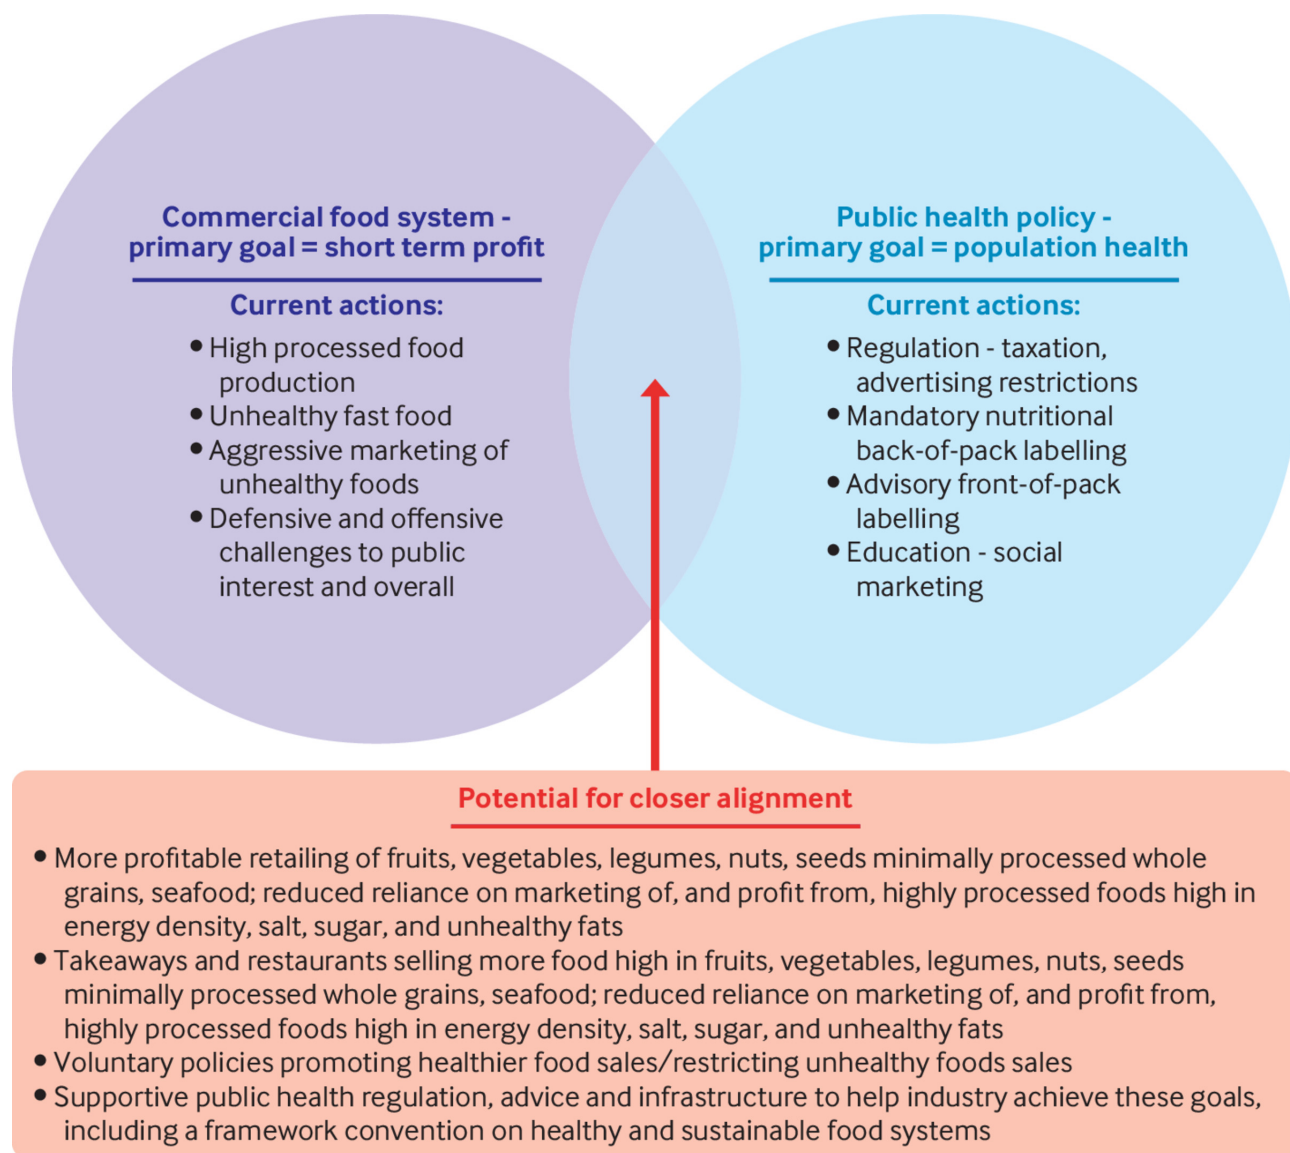 Commercial food system -
primary goal = short term profit
Current actions:
• High processed food
production
• Unhealthy fast food
• Aggressive marketing of
unhealthy foods
• Defensive and offensive
challenges to public
interest and overall
Public health policy -
primary goal = population health
Current actions:
• Regulation - taxation,
advertising restrictions
• Mandatory nutritional
back-of-pack labelling
• Advisory front-of-pack
labelling
• Education - social
marketing
Potential for closer alignment
• More profitable retailing of fruits, vegetables, legumes, nuts, seeds minimally processed whole
grains, seafood; reduced reliance on marketing of, and profit from, highly processed foods high in
energy density, salt, sugar, and unhealthy fats
• Takeaways and restaurants selling more food high in fruits, vegetables, legumes, nuts, seeds
minimally processed whole grains, seafood; reduced reliance on marketing of, and profit from,
highly processed foods high in energy density, salt, sugar, and unhealthy fats
• Voluntary policies promoting healthier food sales/restricting unhealthy foods sales
• Supportive public health regulation, advice and infrastructure to help industry achieve these goals,
including a framework convention on healthy and sustainable food systems